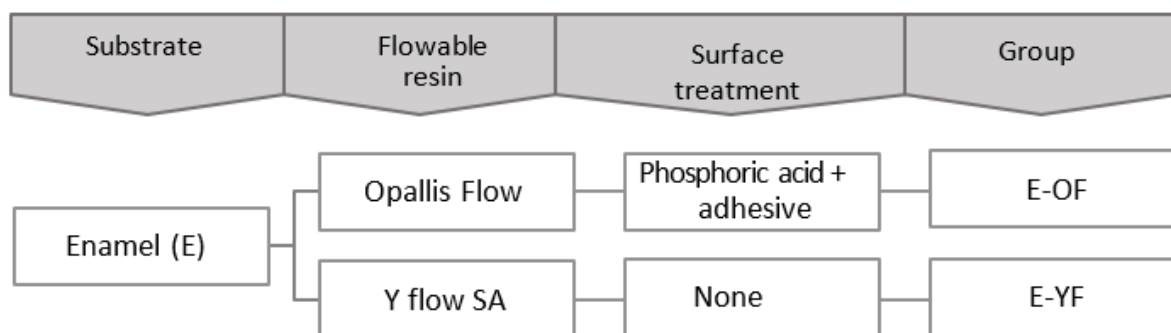 Substrate
Flowable
resin
Surface
treatment
Group
Opallis Flow
Phosphoric acid +
adhesive
E-OF
Enamel (E)
Y flow SA
None
E-YF